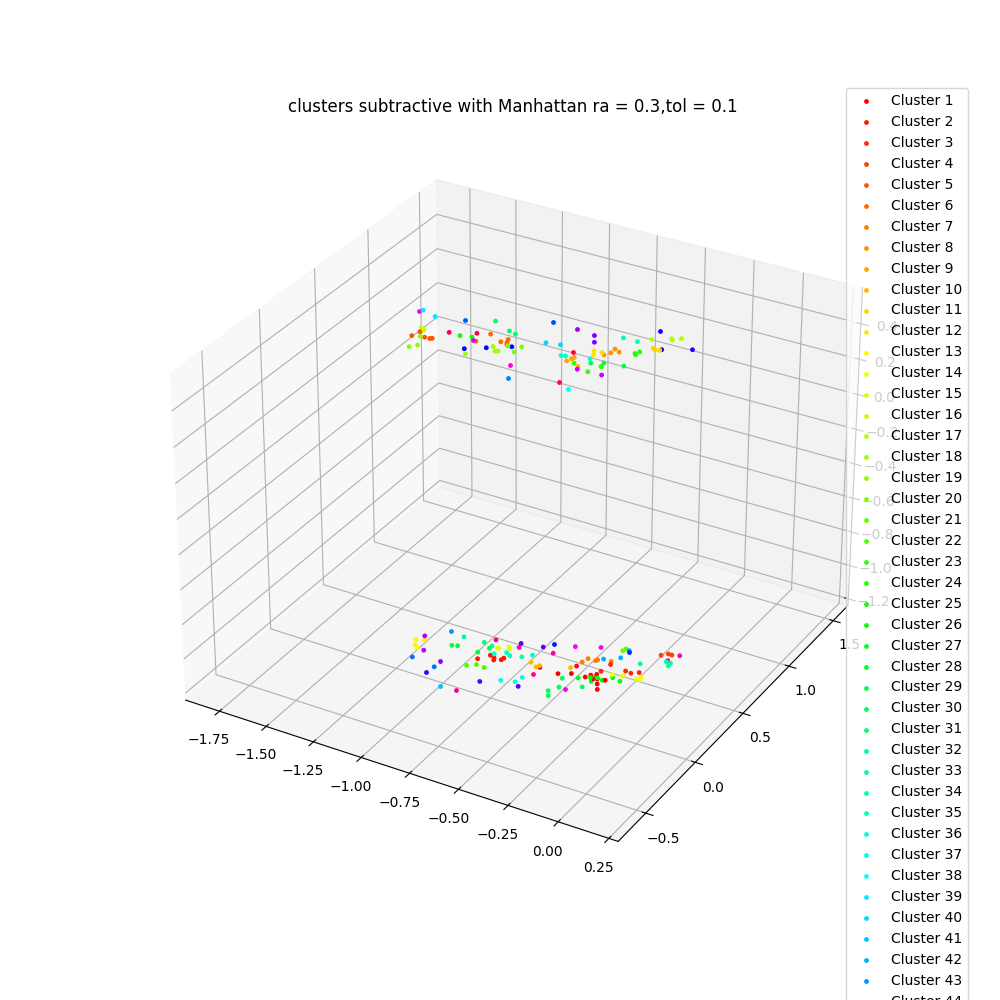 clusters subtractive with Manhattan ra = 0.3,tol = 0.1
Cluster 1
Cluster 2
Cluster 3
Cluster 4
Cluster 5
Cluster 6
Cluster 7
Cluster 8
Cluster 9
Cluster 10
Cluster 11
Cluster 12
Cluster 13
Cluster 14
Cluster 15
Cluster 16
Cluster 17
Cluster 18
Cluster 19
Cluster 20
Cluster 21
Cluster 22
Cluster 23
Cluster 24
Cluster 25
Cluster 26
Cluster 27
Cluster 28
Cluster 29
Cluster 30
Cluster 31
Cluster 32
Cluster 33
Cluster 34
Cluster 35
Cluster 36
Cluster 37
Cluster 38
Cluster 39
Cluster 40
Cluster 41
Cluster 42
Cluster 43
Cluster 44
0.4
0.2
0.0
−0.2
−0.4
−0.6
−0.8
−1.0
−1.2
−1.75
−1.50
−1.25
−1.00
−0.75
−0.50
−0.25
0.00
0.25
−0.5
0.0
0.5
1.0
1.5